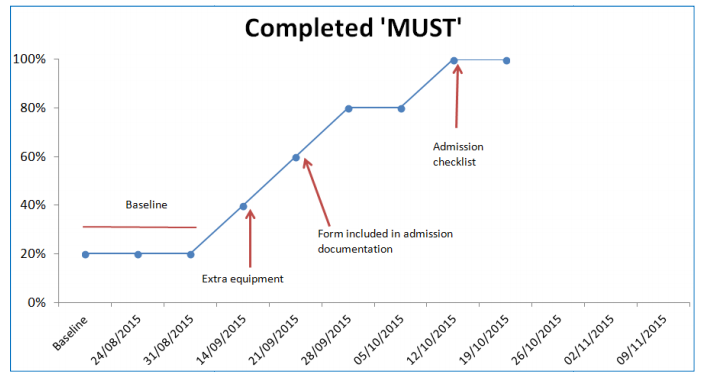 Completed 'MUST'
100%
80%
60%
40%
20%
0%
Baseline
Extra equipment
Form included in admission
documentation
Admission
checklist
Baseline
24/08/2015
31/08/2015
14/09/2015
21/09/2015
28/09/2015
05/10/2015
12/10/2015
19/10/2015
26/10/2015
02/11/2015
09/11/2015